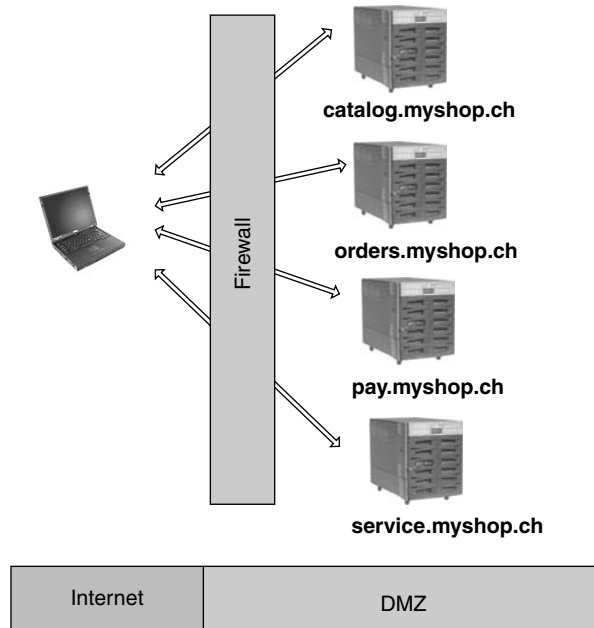 catalog.myshop.ch
orders.myshop.ch
Firewall
pay.myshop.ch
service.myshop.ch
Internet
DMZ